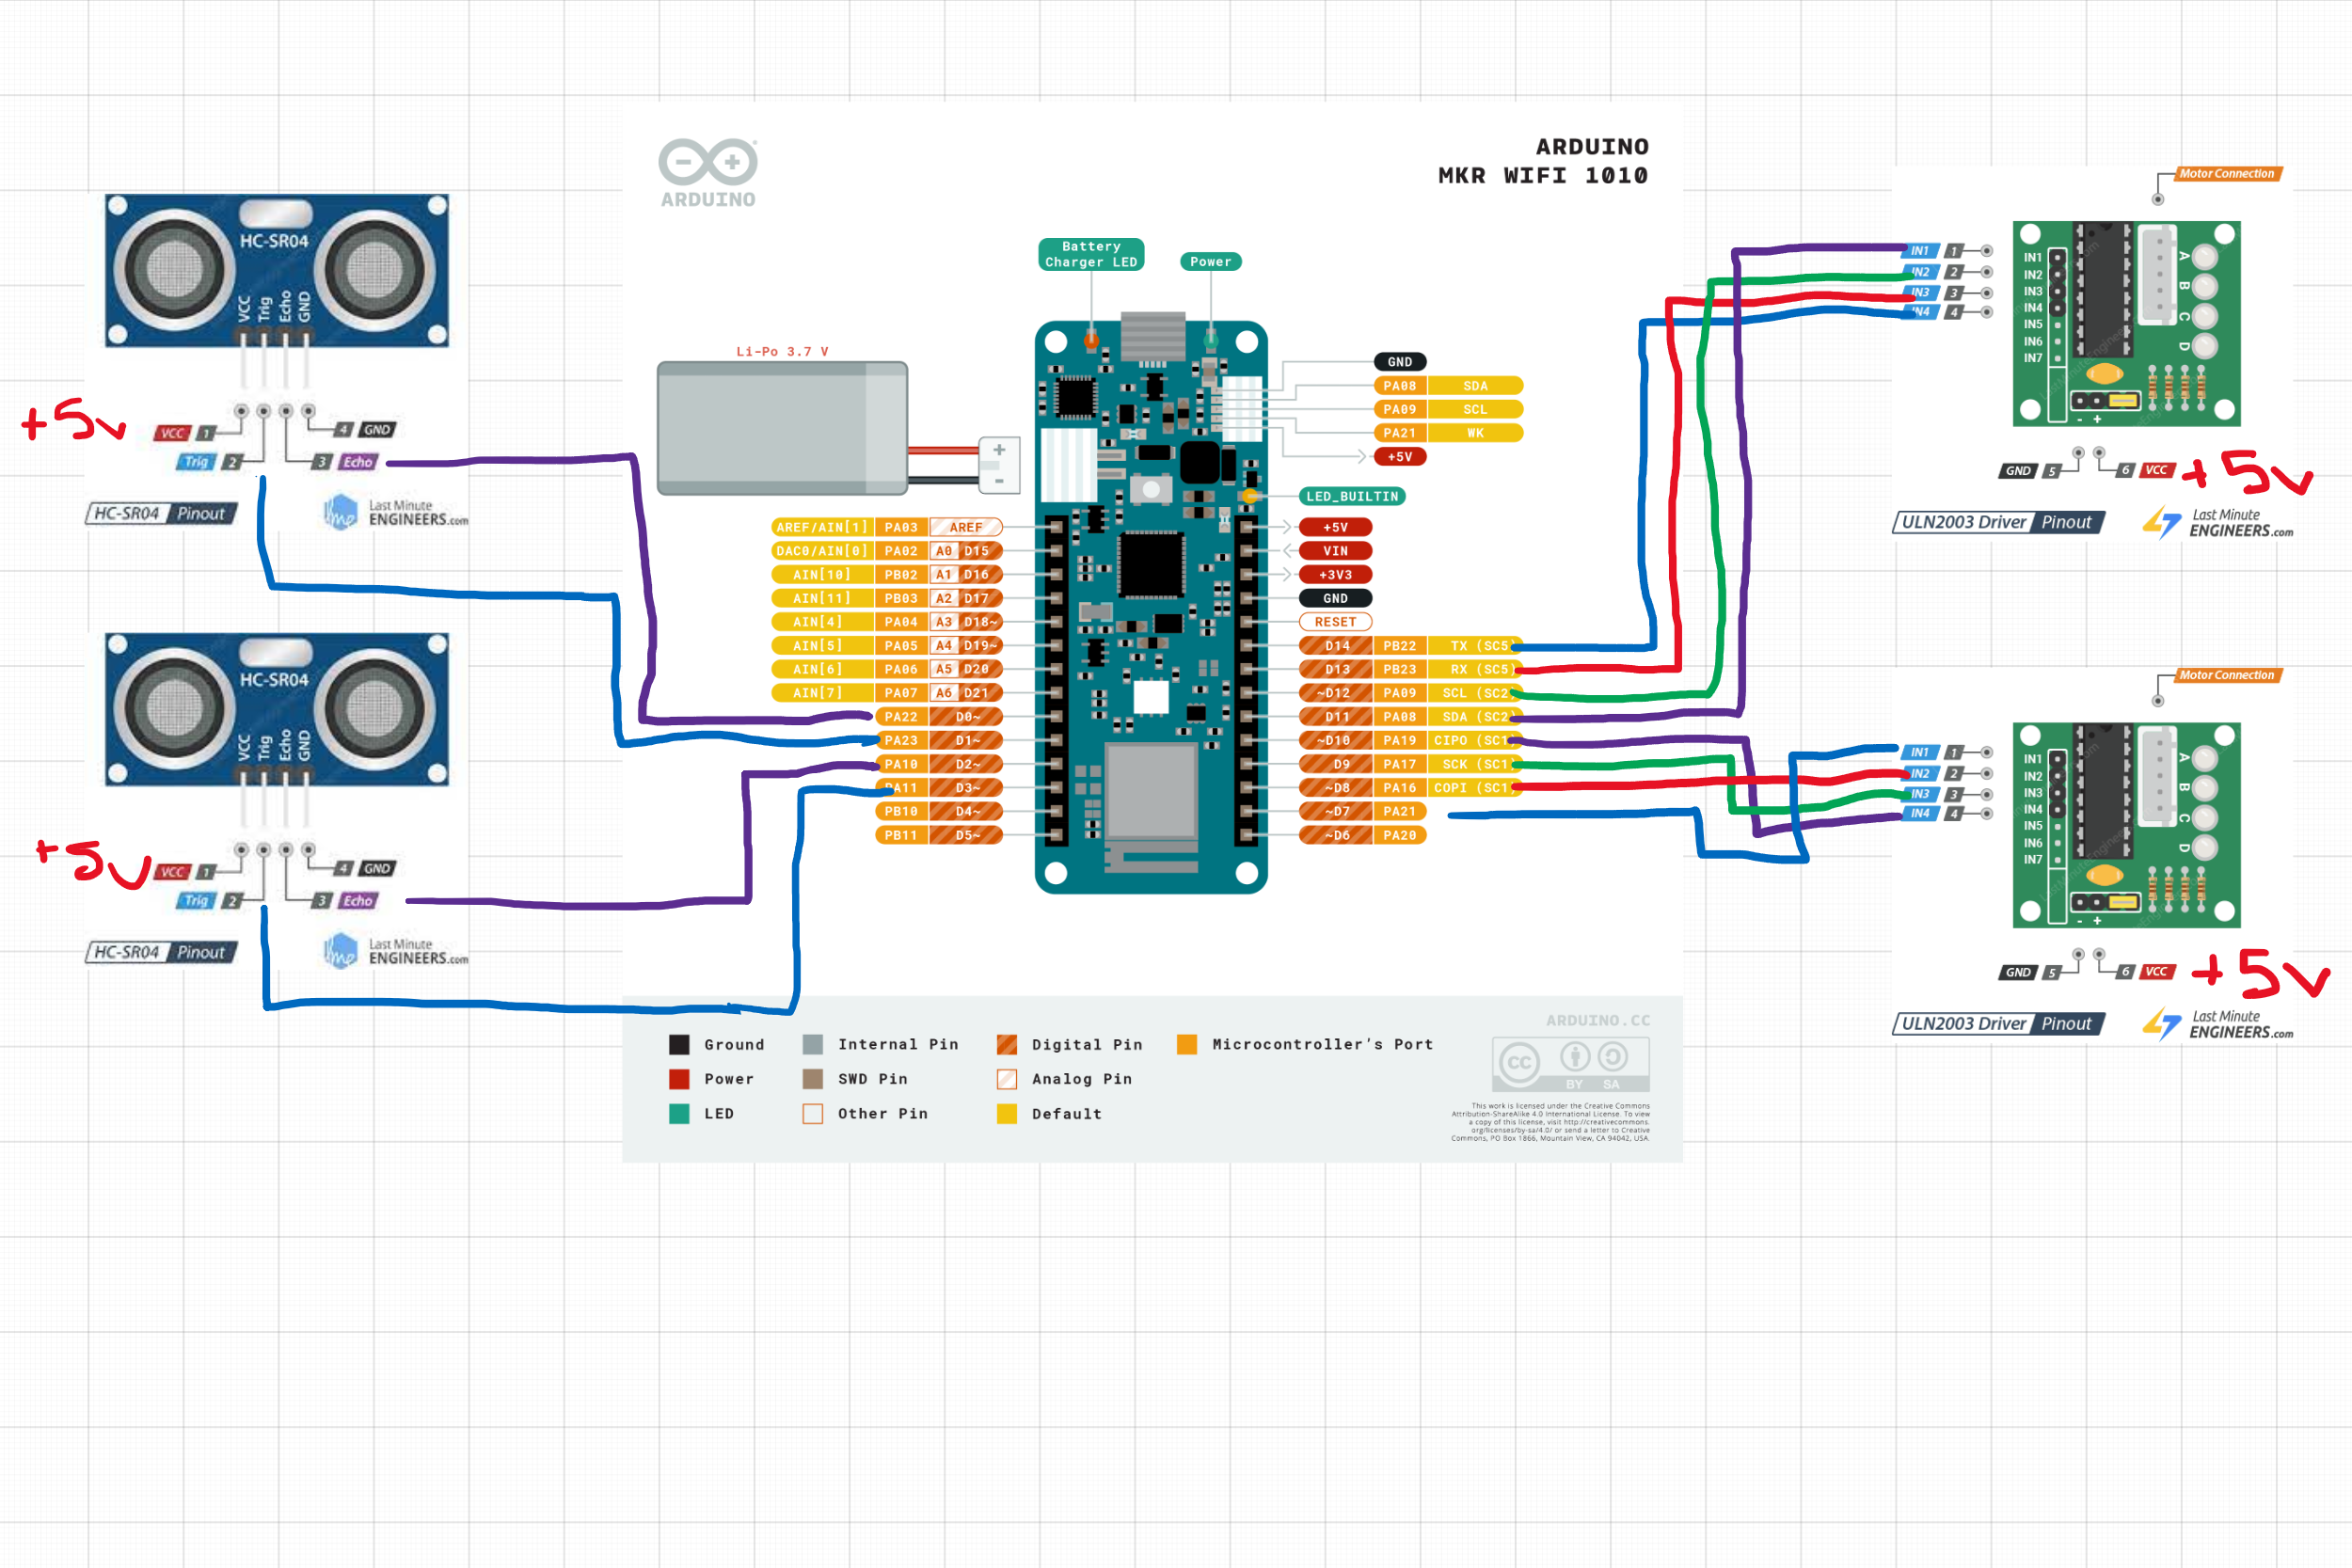 ARDUINO
MKR WIFI 1010
ARDUINO
Battery
Charger LED
Power
Li-Po 3.7 V
+
-
GND
PA08 SDA
PA09 SCL
PA21 WK
+5V
LED_BUILTIN
AREF/AIN[1] PA03 AREF
DAC0/AIN[0] PA02 A0 D15
AIN[10] PB02 A1 D16
AIN[11] PB03 A2 D17
AIN[4] PA04 A3 D18~
AIN[5] PA05 A4 D19~
AIN[6] PA06 A5 D20
AIN[7] PA07 A6 D21
PA22 D0~
PA23 D1~
PA10 D2~
PA11 D3~
PB10 D4~
PB11 D5~
+5V
VIN
+3V3
GND
RESET
D14 PB22 TX (SC5
D13 PB23 RX (SC5)
~D12 PA09 SCL (SC2
D11 PA08 SDA (SC2)
~D10 PA19 CIPO (SC1
D9 PA17 SCK (SC1
~D8 PA16 COPI (SC1
~D7 PA21
~D6 PA20
HC-SR04
VCC
Trig
Echo
GND
+5v
VCC 1
4 GND
Trig 2
3 Echo
HC-SR04 Pinout
Last Minute
ENGINEERS.com
HC-SR04
VCC
Trig
Echo
GND
+5v
VCC 1
4 GND
Trig 2
3 Echo
HC-SR04 Pinout
Last Minute
ENGINEERS.com
Motor Connection
IN1 1
IN2 2
IN3 3
IN4 4
IN1
IN2
IN3
IN4
IN5
IN6
IN7
A
B
C
D
- +
GND 5
6 VCC
+5v
ULN2003 Driver Pinout
Last Minute
ENGINEERS.com
Motor Connection
IN1 1
IN2 2
IN3 3
IN4 4
IN1
IN2
IN3
IN4
IN5
IN6
IN7
A
B
C
D
- +
GND 5
6 VCC
+5v
ULN2003 Driver Pinout
Last Minute
ENGINEERS.com
Ground
Internal Pin
Digital Pin
Microcontroller's Port
Power
SWD Pin
Analog Pin
LED
Other Pin
Default
ARDUINO.CC
cc
BY SA
This work is licensed under the Creative Commons
Attribution-ShareAlike 4.0 International License. To view
a copy of this license, visit http://creativecommons.
org/licenses/by-sa/4.0/ or send a letter to Creative
Commons, PO Box 1866, Mountain View, CA 94042, USA.